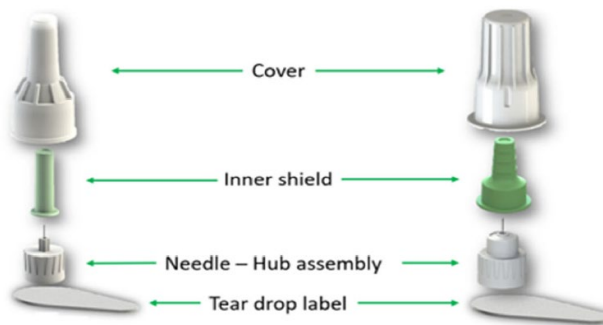 Cover
Inner shield
Needle – Hub assembly
Tear drop label